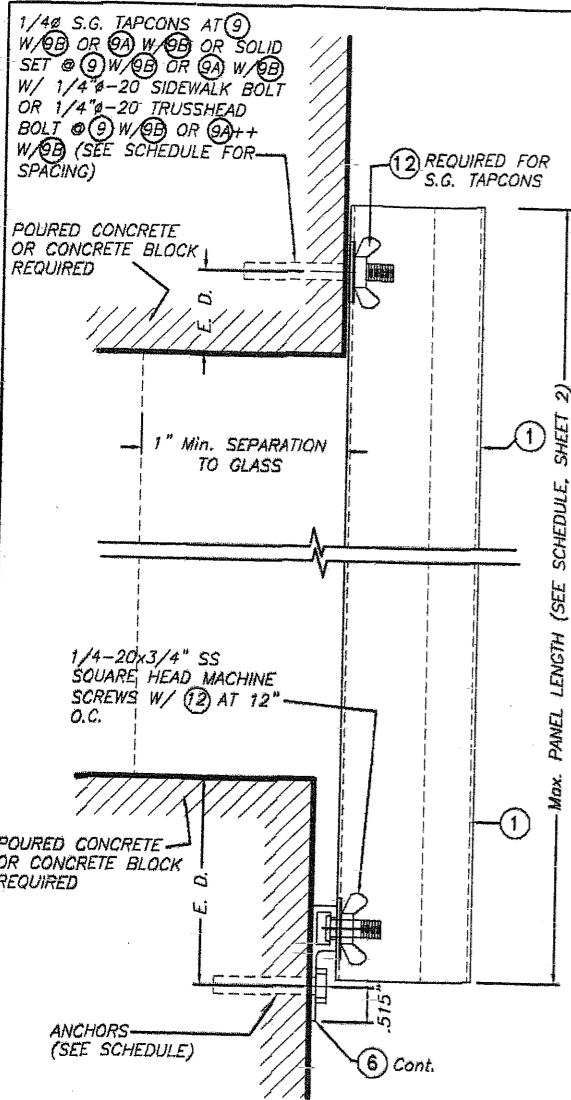 1/4ø S.G. TAPCONS AT 9
W/9B OR 9A W/9B OR SOLID
SET @ 9 W/9B OR 9A W/9B
W/ 1/4"ø-20 SIDEWALK BOLT
OR 1/4"ø-20 TRUSSHEAD
BOLT @ 9 W/9B OR 9A++
W/9B (SEE SCHEDULE FOR
SPACING)
12 REQUIRED FOR
S.G. TAPCONS
POURED CONCRETE
OR CONCRETE BLOCK
REQUIRED
E. D.
1" Min. SEPARATION
TO GLASS
1
Max. PANEL LENGTH (SEE SCHEDULE, SHEET 2)
1/4-20x3/4" SS
SQUARE HEAD MACHINE
SCREWS W/ 12 AT 12"
O.C.
1
POURED CONCRETE
OR CONCRETE BLOCK
REQUIRED
E. D.
.515"
ANCHORS
(SEE SCHEDULE)
6 Cont.